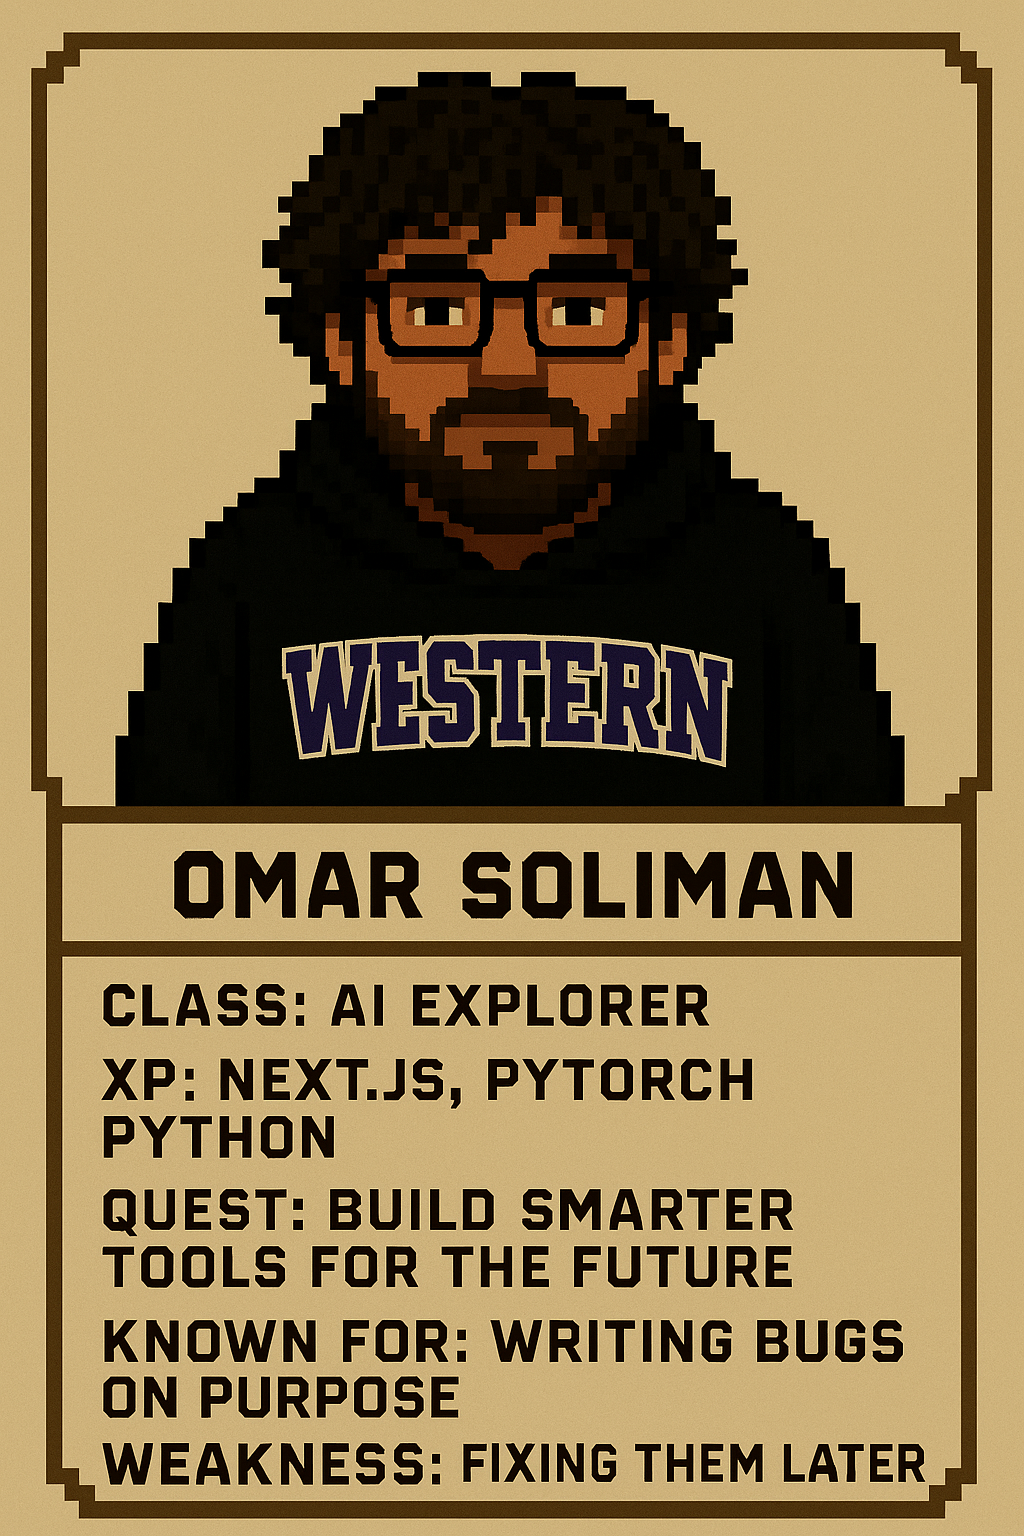 WESTERN
OMAR SOLIMAN
CLASS: AI EXPLORER
XP: NEXT.JS, PYTORCH
PYTHON
QUEST: BUILD SMARTER
TOOLS FOR THE FUTURE
KNOWN FOR: WRITING BUGS
ON PURPOSE
WEAKNESS: FIXING THEM LATER